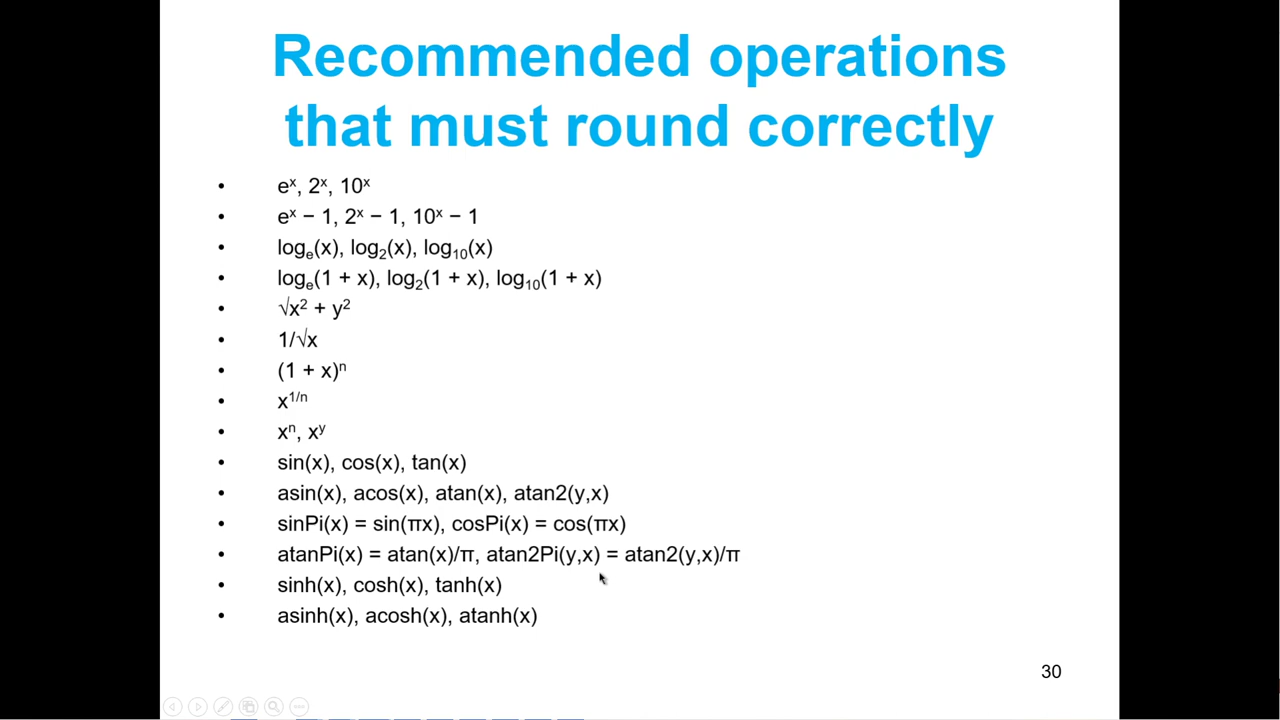 Recommended operations
that must round correctly
• eˣ, 2ˣ, 10ˣ
• eˣ − 1, 2ˣ − 1, 10ˣ − 1
• logₑ(x), log₂(x), log₁₀(x)
• logₑ(1 + x), log₂(1 + x), log₁₀(1 + x)
• √x² + y²
• 1/√x
• (1 + x)ⁿ
• x¹/ⁿ
• xⁿ, xʸ
• sin(x), cos(x), tan(x)
• asin(x), acos(x), atan(x), atan2(y,x)
• sinPi(x) = sin(πx), cosPi(x) = cos(πx)
• atanPi(x) = atan(x)/π, atan2Pi(y,x) = atan2(y,x)/π
• sinh(x), cosh(x), tanh(x)
• asinh(x), acosh(x), atanh(x)
30